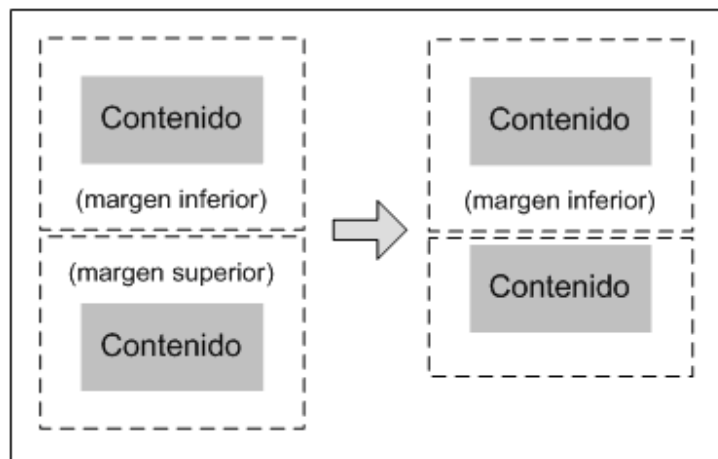 Contenido
(margen inferior)
(margen superior)
Contenido
Contenido
(margen inferior)
Contenido